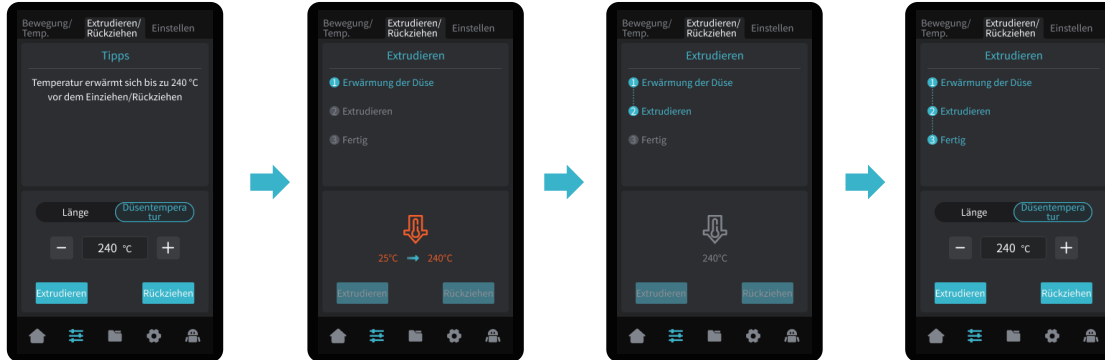 Bewegung/ Temp.
Extrudieren/ Rückziehen
Einstellen
Tipps
Temperatur erwärmt sich bis zu 240 °C
vor dem Einziehen/Rückziehen
Länge
Düsentempera
tur
240 °C
Extrudieren
Rückziehen
Bewegung/ Temp.
Extrudieren/ Rückziehen
Einstellen
Extrudieren
1 Erwärmung der Düse
2 Extrudieren
3 Fertig
25°C
240°C
Extrudieren
Rückziehen
Bewegung/ Temp.
Extrudieren/ Rückziehen
Einstellen
Extrudieren
1 Erwärmung der Düse
2 Extrudieren
3 Fertig
240°C
Extrudieren
Rückziehen
Bewegung/ Temp.
Extrudieren/ Rückziehen
Einstellen
Extrudieren
1 Erwärmung der Düse
2 Extrudieren
3 Fertig
Länge
Düsentempera
tur
240 °C
Extrudieren
Rückziehen